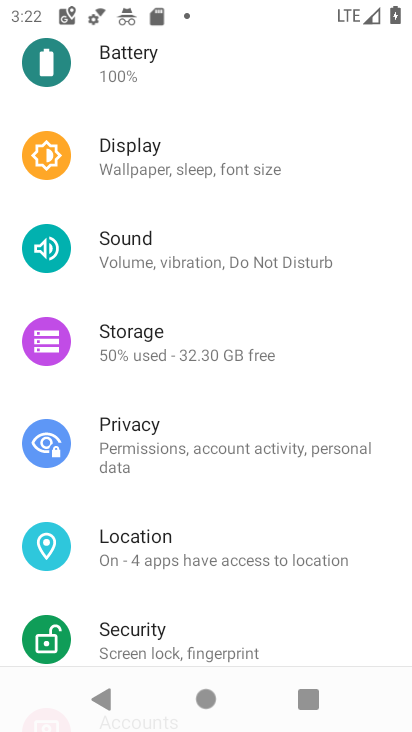 3:22
LTE
Battery
100%
Display
Wallpaper, sleep, font size
Sound
Volume, vibration, Do Not Disturb
Storage
50% used - 32.30 GB free
Privacy
Permissions, account activity, personal
data
Location
On - 4 apps have access to location
Security
Screen lock, fingerprint
Accounts